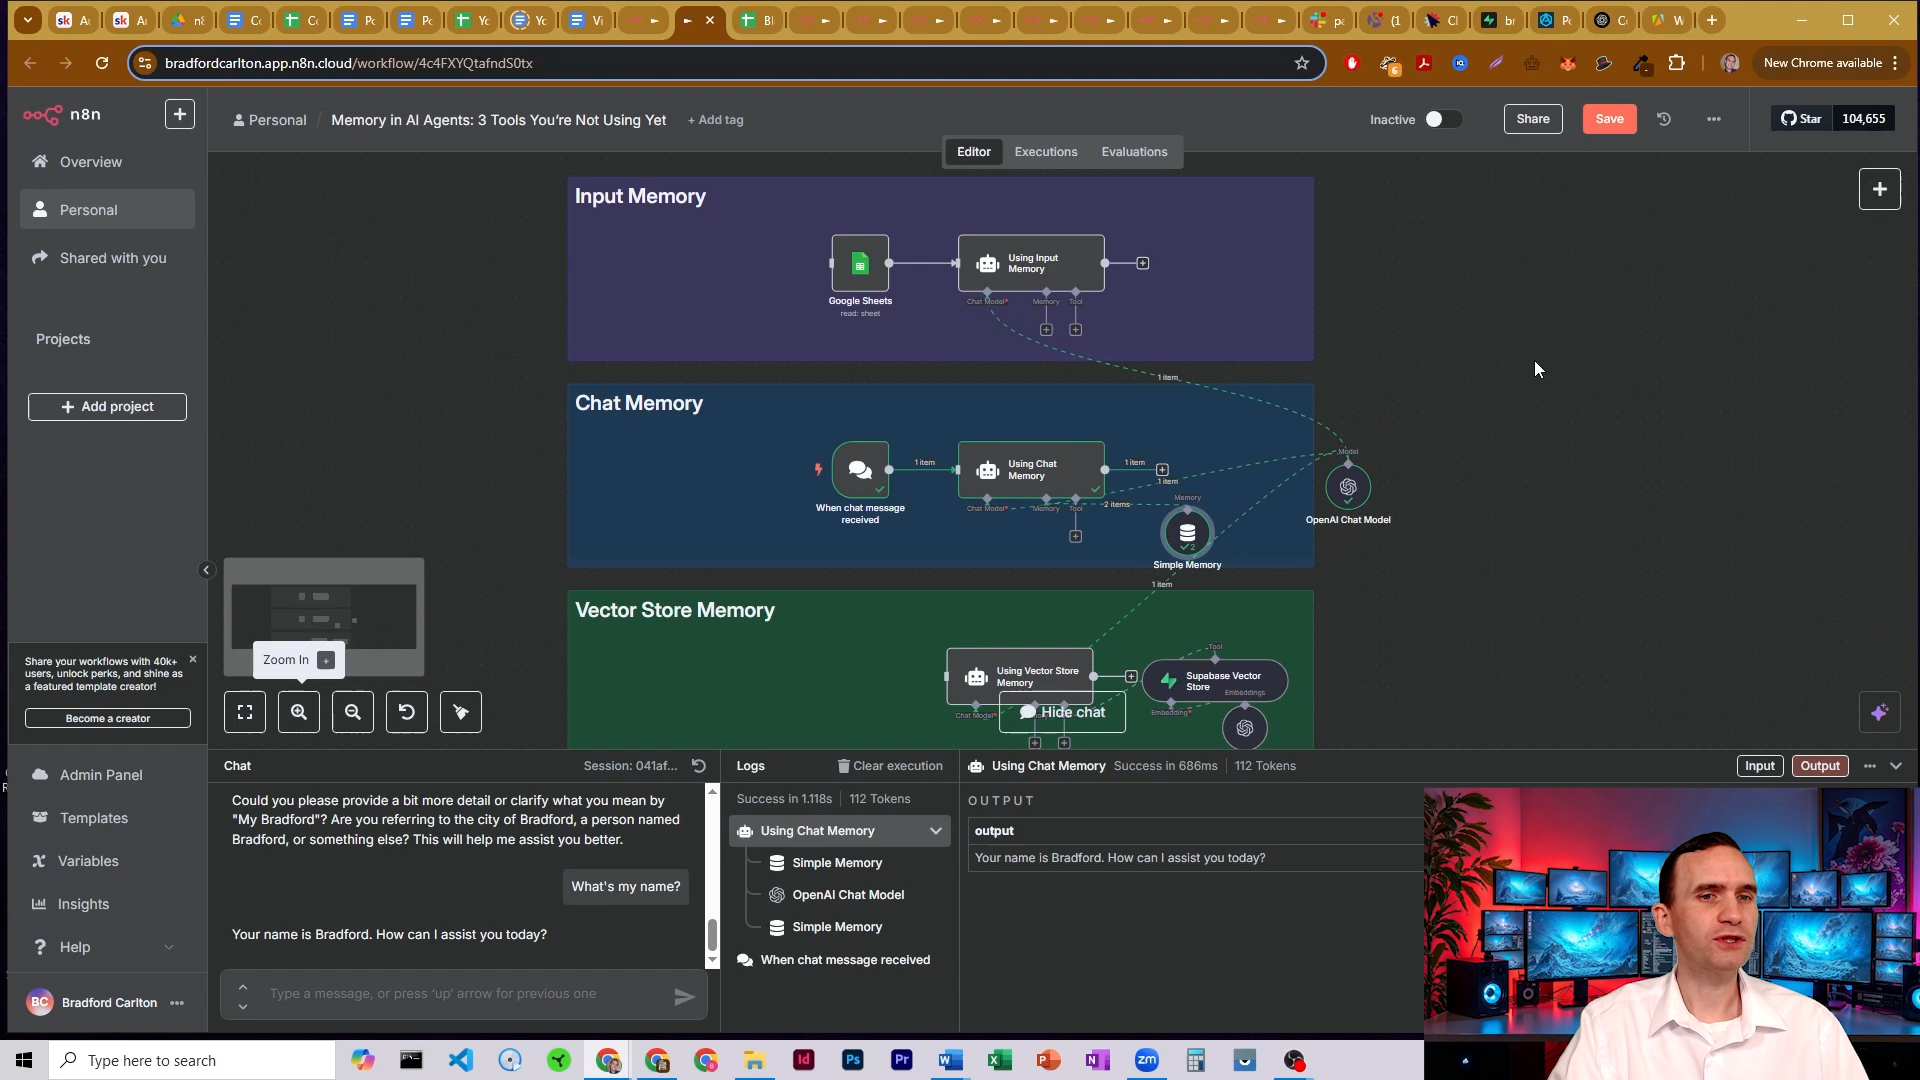 bradfordcarlton.app.n8n.cloud/workflow/4c4FXYQtafndS0tx
New Chrome available
n8n
Personal / Memory in AI Agents: 3 Tools You're Not Using Yet + Add tag
Inactive
Share
Save
Star 104,655
Editor Executions Evaluations
Overview
Personal
Shared with you
Projects
Add project
Input Memory
Google Sheets
read: sheet
Using Input
Memory
Chat Model*
Memory
Tool
1 item
Chat Memory
When chat message
received
1 item
Using Chat
Memory
1 item
1 item
Chat Model*
Memory
Tool
2 items
Memory
Simple Memory
2
Model
OpenAI Chat Model
1 item
Vector Store Memory
Using Vector Store
Memory
Chat Model*
Tool
Supabase Vector
Store
Embeddings
Embedding*
Hide chat
Zoom In +
Share your workflows with 40k+
users, unlock perks, and shine as
a featured template creator!
Become a creator
Admin Panel
Templates
Variables
Insights
Help
BC Bradford Carlton
Chat
Session: 041af...
Could you please provide a bit more detail or clarify what you mean by
"My Bradford"? Are you referring to the city of Bradford, a person named
Bradford, or something else? This will help me assist you better.
What's my name?
Your name is Bradford. How can I assist you today?
Type a message, or press 'up' arrow for previous one
Logs
Clear execution
Success in 1.118s | 112 Tokens
Using Chat Memory
Simple Memory
OpenAI Chat Model
Simple Memory
When chat message received
Using Chat Memory Success in 686ms | 112 Tokens
Input
Output
OUTPUT
output
Your name is Bradford. How can I assist you today?
Type here to search